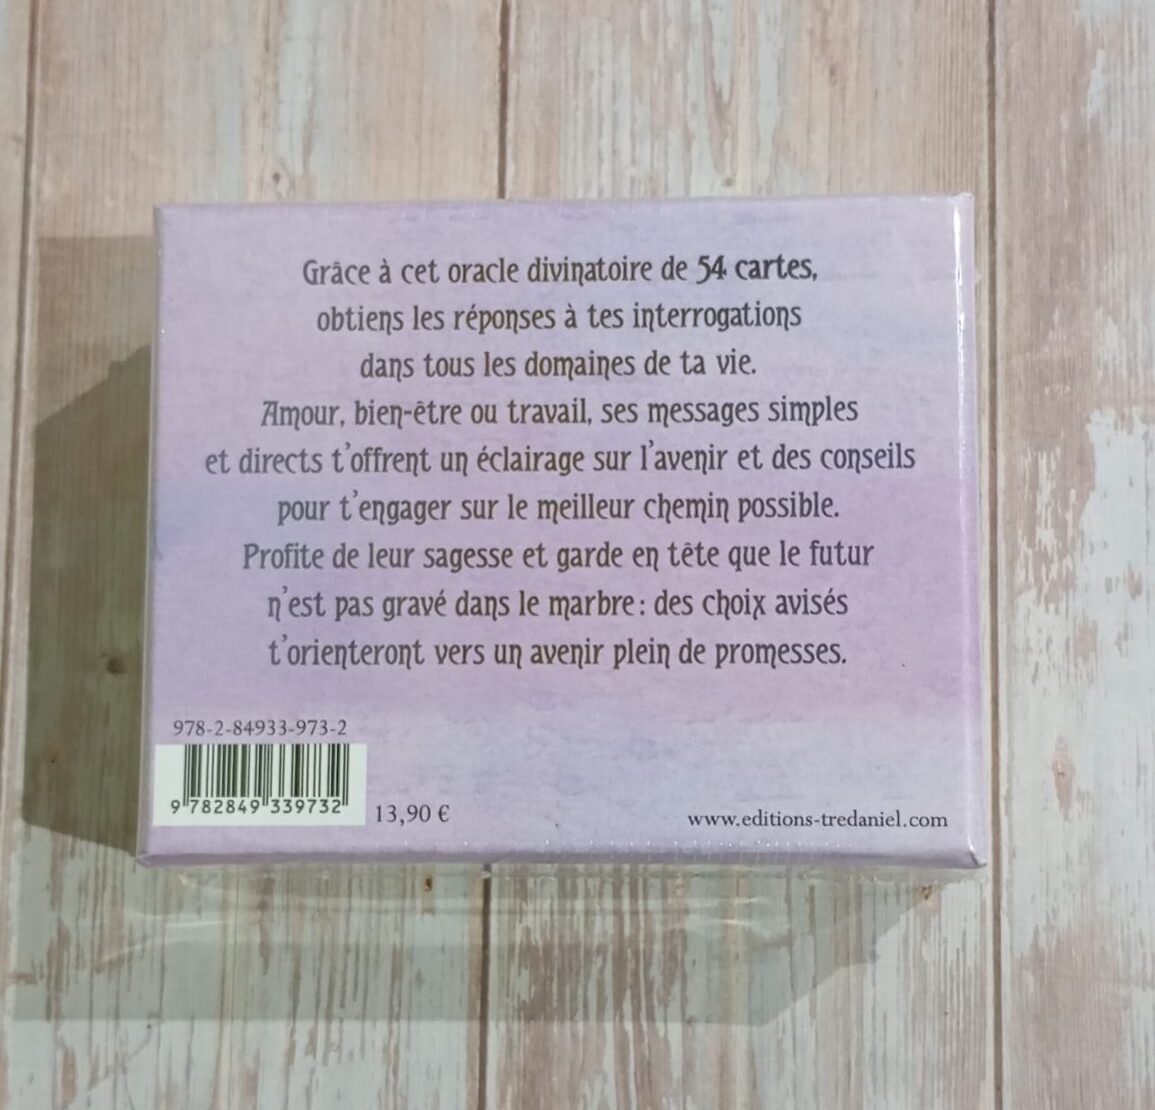 Grâce à cet oracle divinatoire de 54 cartes,
obtiens les réponses à tes interrogations
dans tous les domaines de ta vie.
Amour, bien-être ou travail, ses messages simples
et directs t'offrent un éclairage sur l'avenir et des conseils
pour t'engager sur le meilleur chemin possible.
Profite de leur sagesse et garde en tête que le futur
n'est pas gravé dans le marbre : des choix avisés
t'orienteront vers un avenir plein de promesses.
978-2-84933-973-2
9 782849 339732
13,90 €
www.editions-tredaniel.com